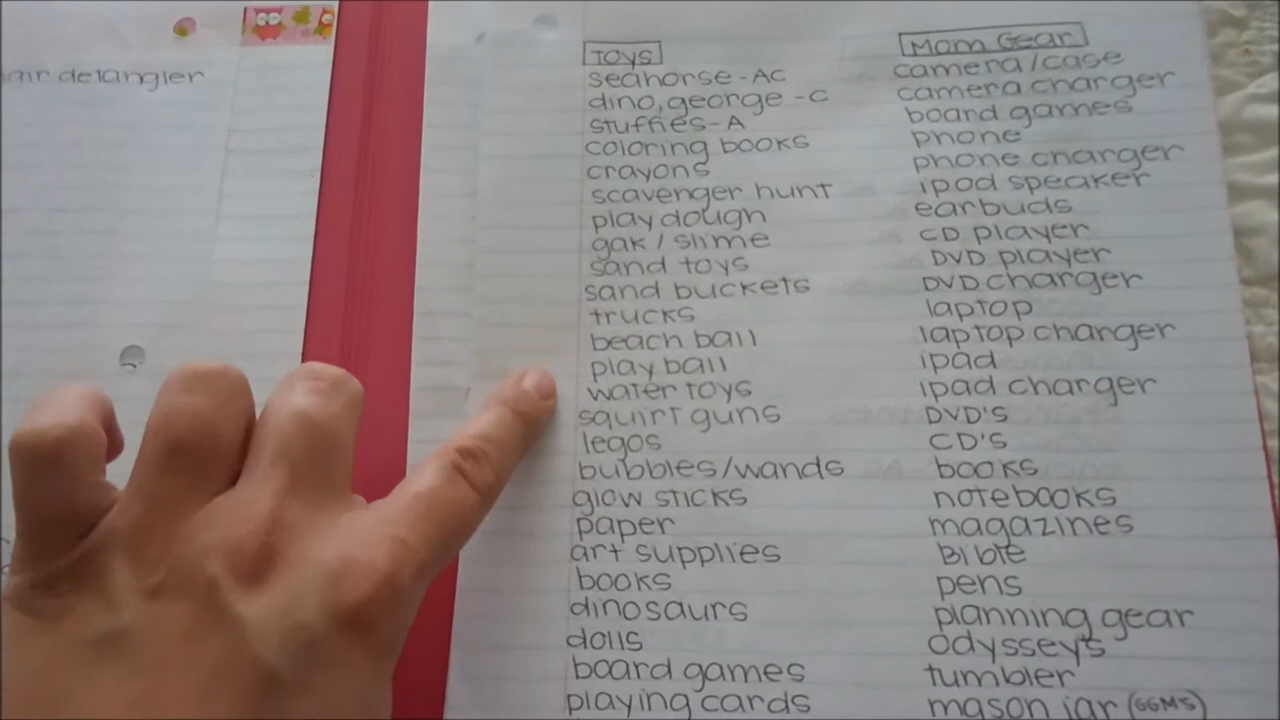 hair detangler
Toys
seahorse - AC
dino, george - C
stuffies - A
coloring books
crayons
scavenger hunt
play dough
gak / slime
sand toys
sand buckets
trucks
beach ball
play ball
water toys
squirt guns
legos
bubbles/wands
glow sticks
paper
art supplies
books
dinosaurs
dolls
board games
playing cards
Mom Gear
camera/case
camera charger
board games
phone
phone charger
ipod speaker
earbuds
CD player
DVD player
DVD charger
laptop
laptop charger
ipad
ipad charger
DVD'S
CD'S
books
notebooks
magazines
Bible
pens
planning gear
odysseys
tumbler
mason jar (GGMS)